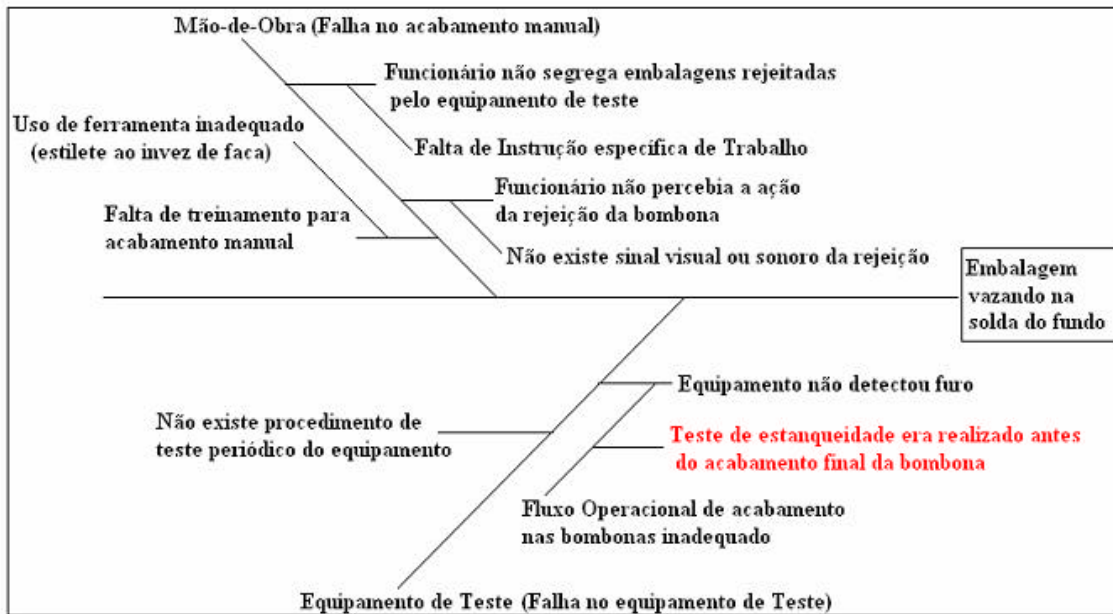 Mão-de-Obra (Falha no acabamento manual)
Funcionário não segrega embalagens rejeitadas
pelo equipamento de teste
Uso de ferramenta inadequado
(estilete ao invez de faca)
Falta de Instrução específica de Trabalho
Funcionário não percebia a ação
da rejeição da bombona
Falta de treinamento para
acabamento manual
Não existe sinal visual ou sonoro da rejeição
Embalagem
vazando na
solda do fundo
Equipamento não detectou furo
Não existe procedimento de
teste periódico do equipamento
Teste de estanqueidade era realizado antes
do acabamento final da bombona
Fluxo Operacional de acabamento
nas bombonas inadequado
Equipamento de Teste (Falha no equipamento de Teste)